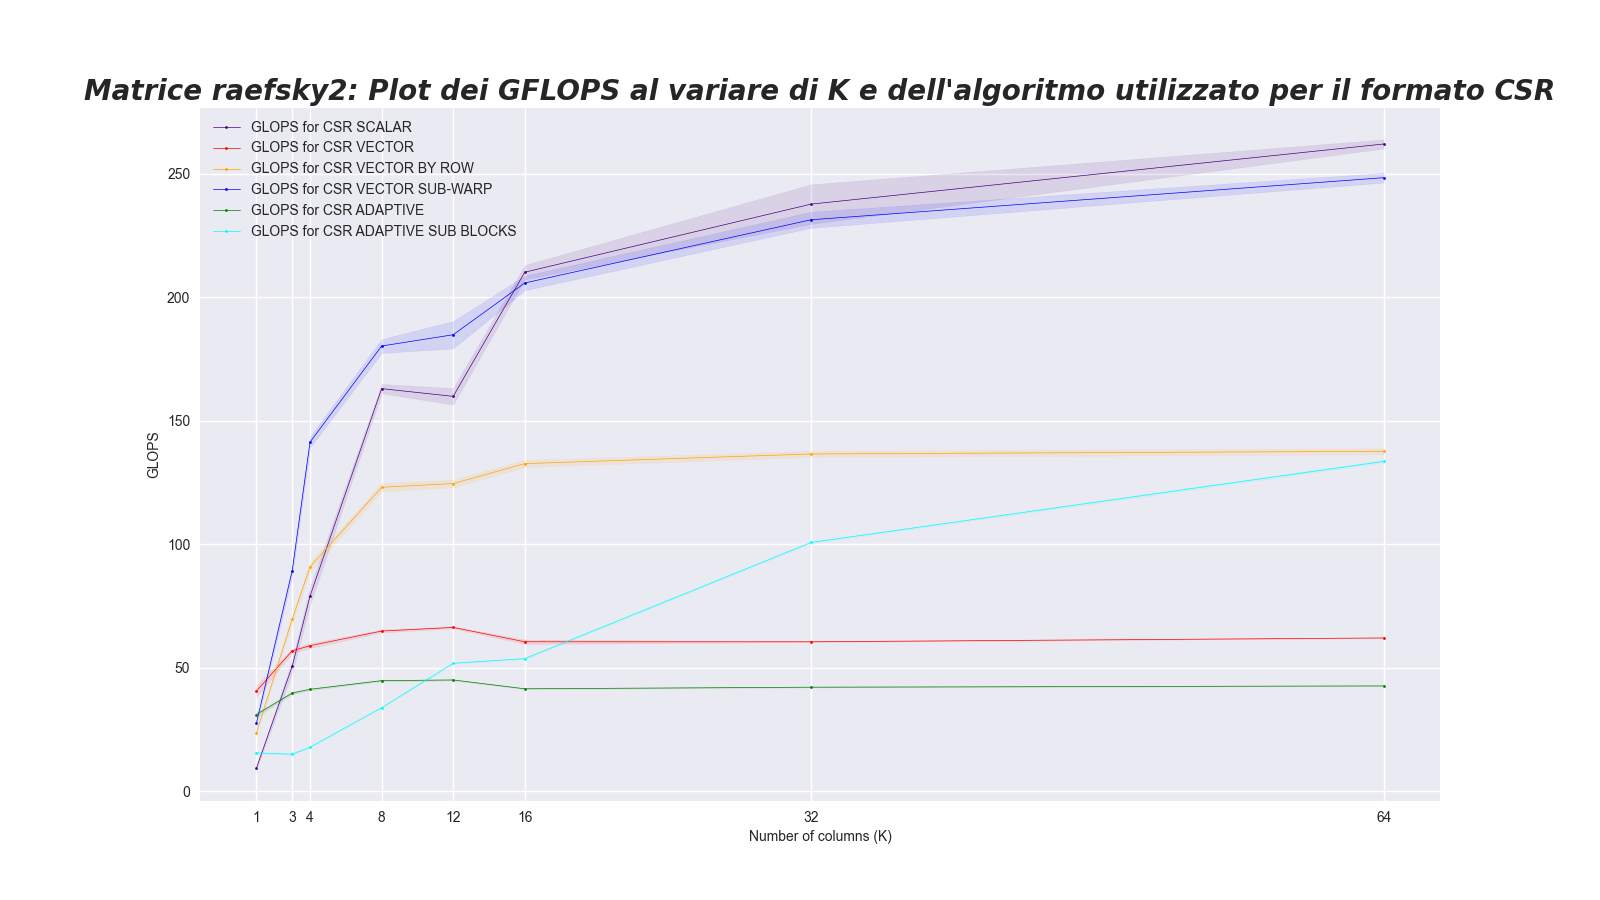 Matrice raefsky2: Plot dei GFLOPS al variare di K e dell'algoritmo utilizzato per il formato CSR
GLOPS for CSR SCALAR
GLOPS for CSR VECTOR
GLOPS for CSR VECTOR BY ROW
GLOPS for CSR VECTOR SUB-WARP
GLOPS for CSR ADAPTIVE
GLOPS for CSR ADAPTIVE SUB BLOCKS
250
200
150
100
50
0
GLOPS
1 3 4 8 12 16 32 64
Number of columns (K)